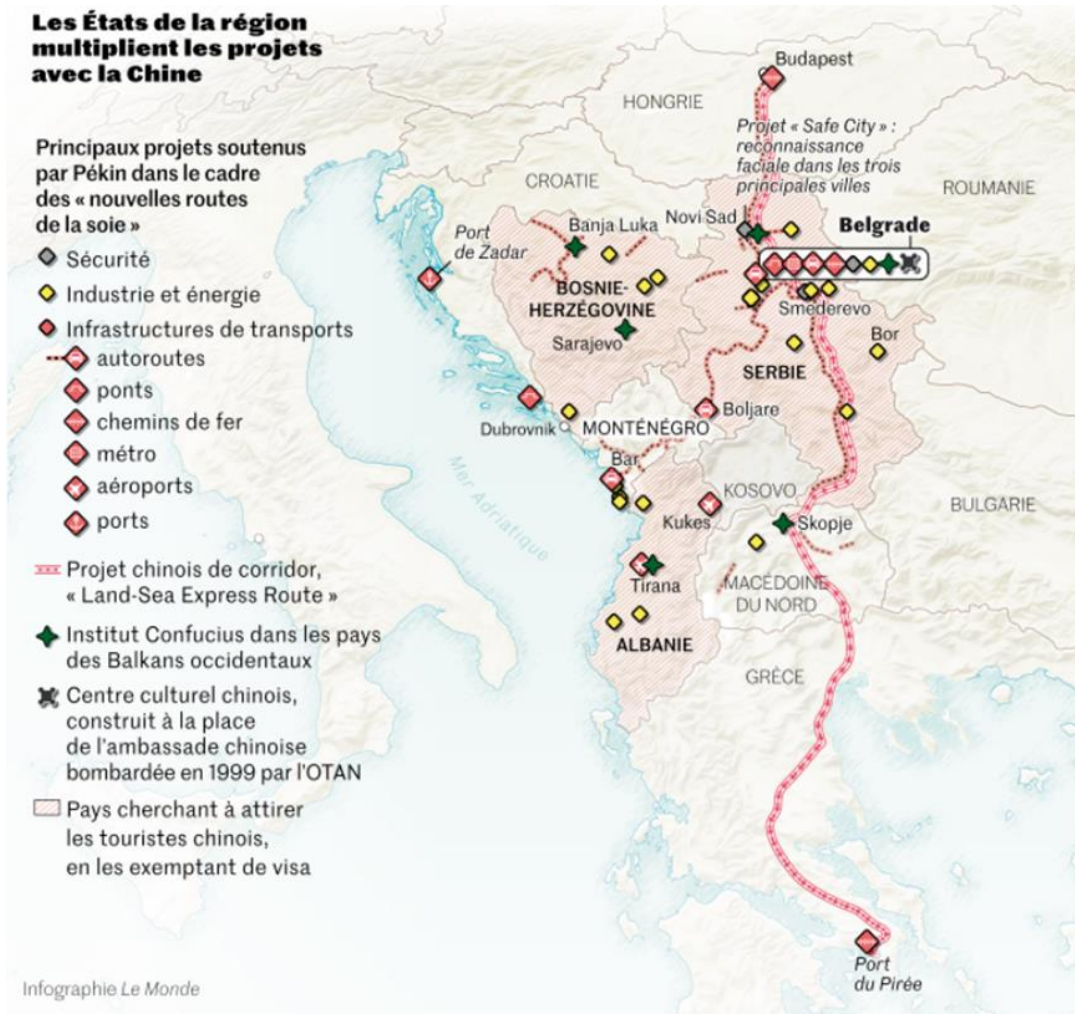 Les États de la région
multiplient les projets
avec la Chine
Principaux projets soutenus
par Pékin dans le cadre
des « nouvelles routes
de la soie »
Sécurité
Industrie et énergie
Infrastructures de transports
autoroutes
ponts
chemins de fer
métro
aéroports
ports
Projet chinois de corridor,
« Land-Sea Express Route »
Institut Confucius dans les pays
des Balkans occidentaux
Centre culturel chinois,
construit à la place
de l'ambassade chinoise
bombardée en 1999 par l'OTAN
Pays cherchant à attirer
les touristes chinois,
en les exemptant de visa
Budapest
HONGRIE
Projet « Safe City » :
reconnaissance
faciale dans les trois
principales villes
CROATIE
ROUMANIE
Novi Sad
Banja Luka
Belgrade
Port
de Zadar
BOSNIE-
HERZÉGOVINE
Smederevo
Sarajevo
Bor
SERBIE
Boljare
Dubrovnik
MONTÉNÉGRO
Bar
Mer Adriatique
KOSOVO
BULGARIE
Kukes
Skopje
Tirana
MACÉDOINE
DU NORD
ALBANIE
GRÈCE
Port
du Pirée
Infographie Le Monde